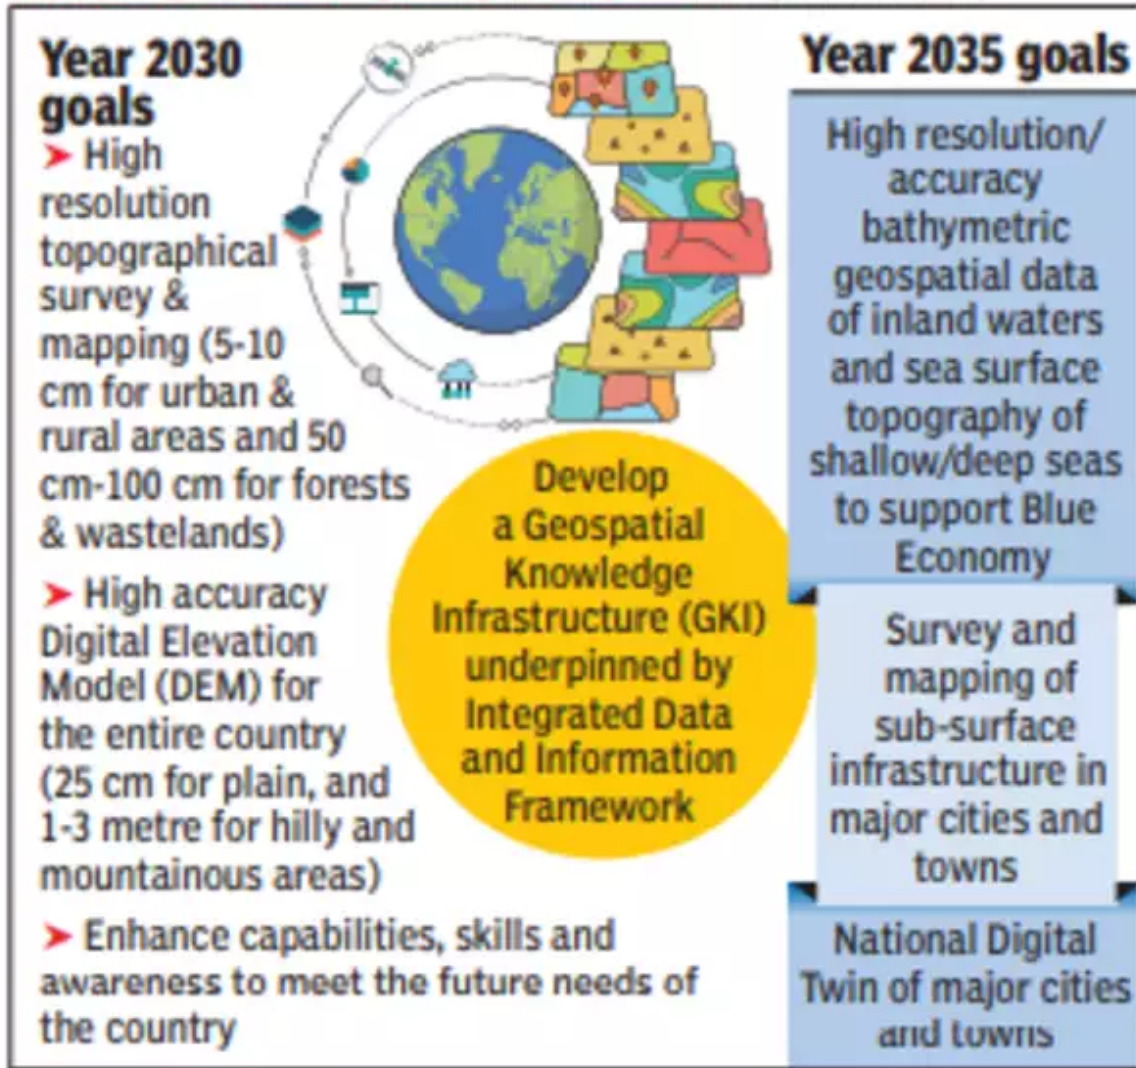 Year 2030
goals
➤ High
resolution
topographical
survey &
mapping (5-10
cm for urban &
rural areas and 50
cm-100 cm for forests
& wastelands)
➤ High accuracy
Digital Elevation
Model (DEM) for
the entire country
(25 cm for plain, and
1-3 metre for hilly and
mountainous areas)
➤ Enhance capabilities, skills and
awareness to meet the future needs of
the country
Develop
a Geospatial
Knowledge
Infrastructure (GKI)
underpinned by
Integrated Data
and Information
Framework
Year 2035 goals
High resolution/
accuracy
bathymetric
geospatial data
of inland waters
and sea surface
topography of
shallow/deep seas
to support Blue
Economy
Survey and
mapping of
sub-surface
infrastructure in
major cities and
towns
National Digital
Twin of major cities
and towns